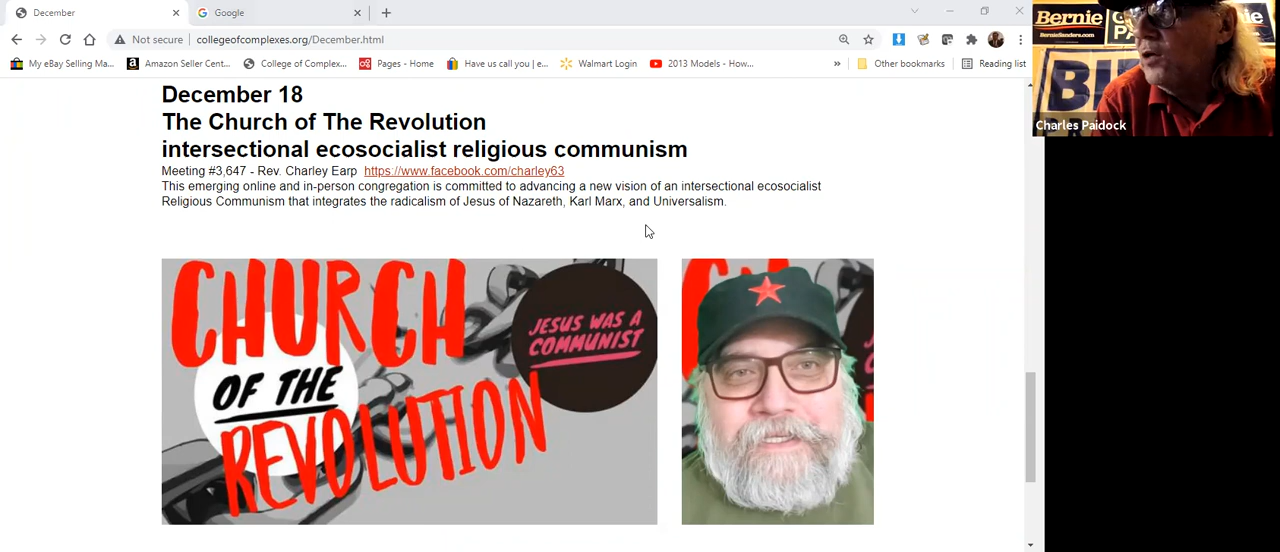 December
Google
Not secure
collegeofcomplexes.org/December.html
My eBay Selling Ma...
Amazon Seller Cent...
College of Complex...
Pages - Home
Have us call you | e...
Walmart Login
2013 Models - How...
»
Other bookmarks
Reading list
December 18
The Church of The Revolution
intersectional ecosocialist religious communism
Meeting #3,647 - Rev. Charley Earp https://www.facebook.com/charley63
This emerging online and in-person congregation is committed to advancing a new vision of an intersectional ecosocialist
Religious Communism that integrates the radicalism of Jesus of Nazareth, Karl Marx, and Universalism.
CHURCH
OF THE
REVOLUTION
JESUS WAS A
COMMUNIST
Bernie
BernieSanders.com
Charles Paidock